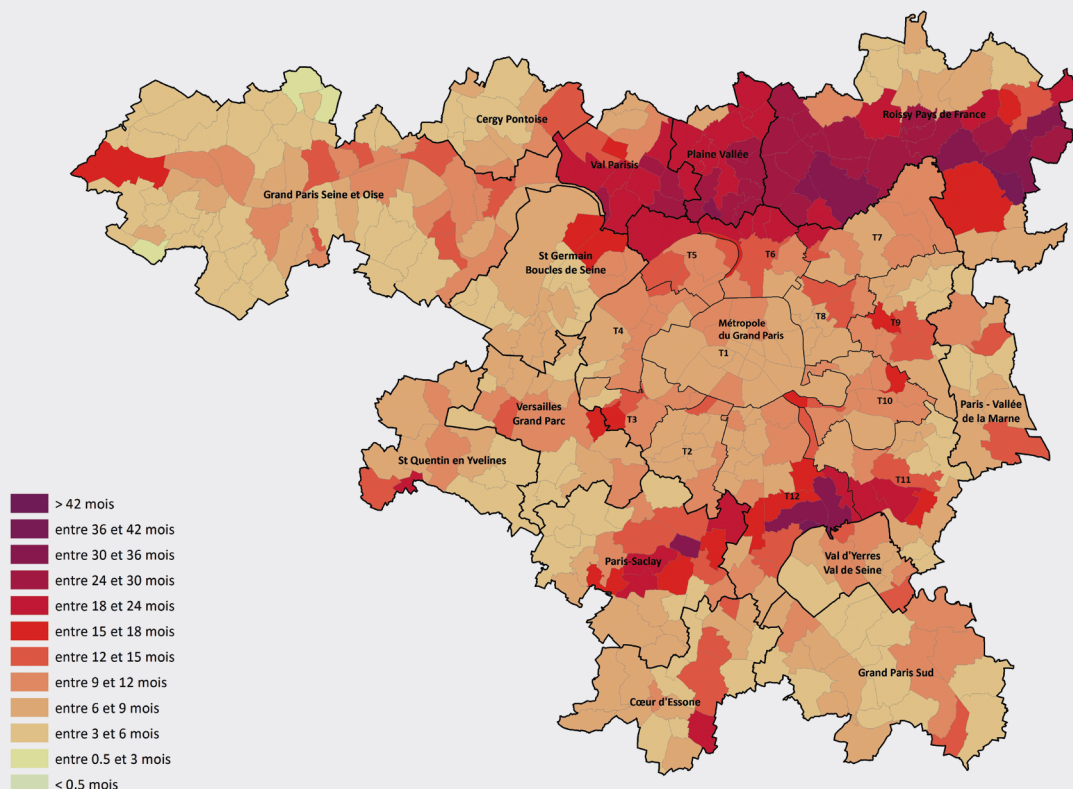 Cergy Pontoise
Roissy Pays de France
Val Parisis
Plaine Vallée
Grand Paris Seine et Oise
St Germain
Boucles de Seine
T5
T6
T7
T4
Métropole
du Grand Paris
T1
T8
T9
T10
Versailles
Grand Parc
T3
Paris - Vallée
de la Marne
St Quentin en Yvelines
T2
T11
T12
Paris-Saclay
Val d'Yerres
Val de Seine
Cœur d'Essone
Grand Paris Sud
> 42 mois
entre 36 et 42 mois
entre 30 et 36 mois
entre 24 et 30 mois
entre 18 et 24 mois
entre 15 et 18 mois
entre 12 et 15 mois
entre 9 et 12 mois
entre 6 et 9 mois
entre 3 et 6 mois
entre 0.5 et 3 mois
< 0.5 mois